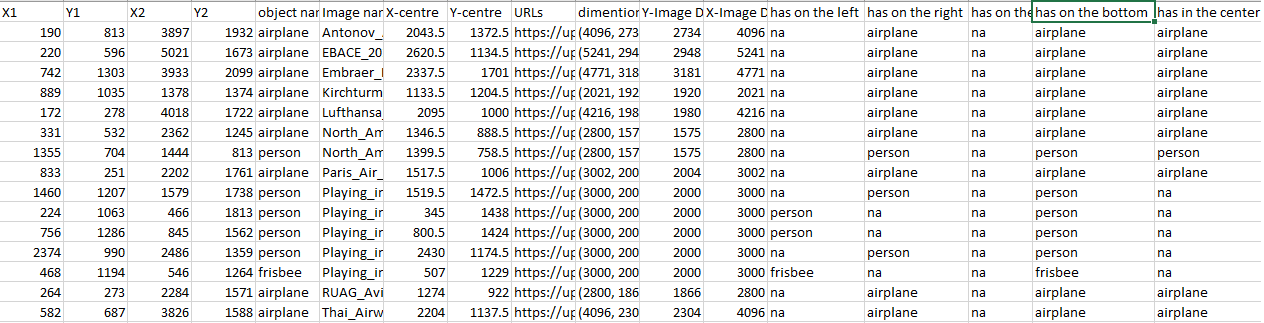 X1 Y1 X2 Y2 object nar Image nar X-centre Y-centre URLs dimention Y-Image D X-Image D has on the left has on the right has on the has on the bottom has in the center
190 813 3897 1932 airplane Antonov_ 2043.5 1372.5 https://up (4096, 273 2734 4096 na airplane na airplane airplane
220 596 5021 1673 airplane EBACE_20 2620.5 1134.5 https://up (5241, 294 2948 5241 na airplane na airplane airplane
742 1303 3933 2099 airplane Embraer_ 2337.5 1701 https://up (4771, 318 3181 4771 na airplane na airplane airplane
889 1035 1378 1374 airplane Kirchturm 1133.5 1204.5 https://up (2021, 192 1920 2021 na airplane na airplane airplane
172 278 4018 1722 airplane Lufthansa 2095 1000 https://up (4216, 198 1980 4216 na airplane na airplane airplane
331 532 2362 1245 airplane North_Am 1346.5 888.5 https://up (2800, 157 1575 2800 na airplane na airplane airplane
1355 704 1444 813 person North_Am 1399.5 758.5 https://up (2800, 157 1575 2800 na person na person person
833 251 2202 1761 airplane Paris_Air_ 1517.5 1006 https://up (3002, 200 2004 3002 na airplane na airplane airplane
1460 1207 1579 1738 person Playing_ir 1519.5 1472.5 https://up (3000, 200 2000 3000 na person na person na
224 1063 466 1813 person Playing_ir 345 1438 https://up (3000, 200 2000 3000 person na na person na
756 1286 845 1562 person Playing_ir 800.5 1424 https://up (3000, 200 2000 3000 person na na person na
2374 990 2486 1359 person Playing_ir 2430 1174.5 https://up (3000, 200 2000 3000 na person na person na
468 1194 546 1264 frisbee Playing_ir 507 1229 https://up (3000, 200 2000 3000 frisbee na na frisbee na
264 273 2284 1571 airplane RUAG_Avi 1274 922 https://up (2800, 186 1866 2800 na airplane na airplane airplane
582 687 3826 1588 airplane Thai_Airw 2204 1137.5 https://up (4096, 230 2304 4096 na airplane na airplane airplane